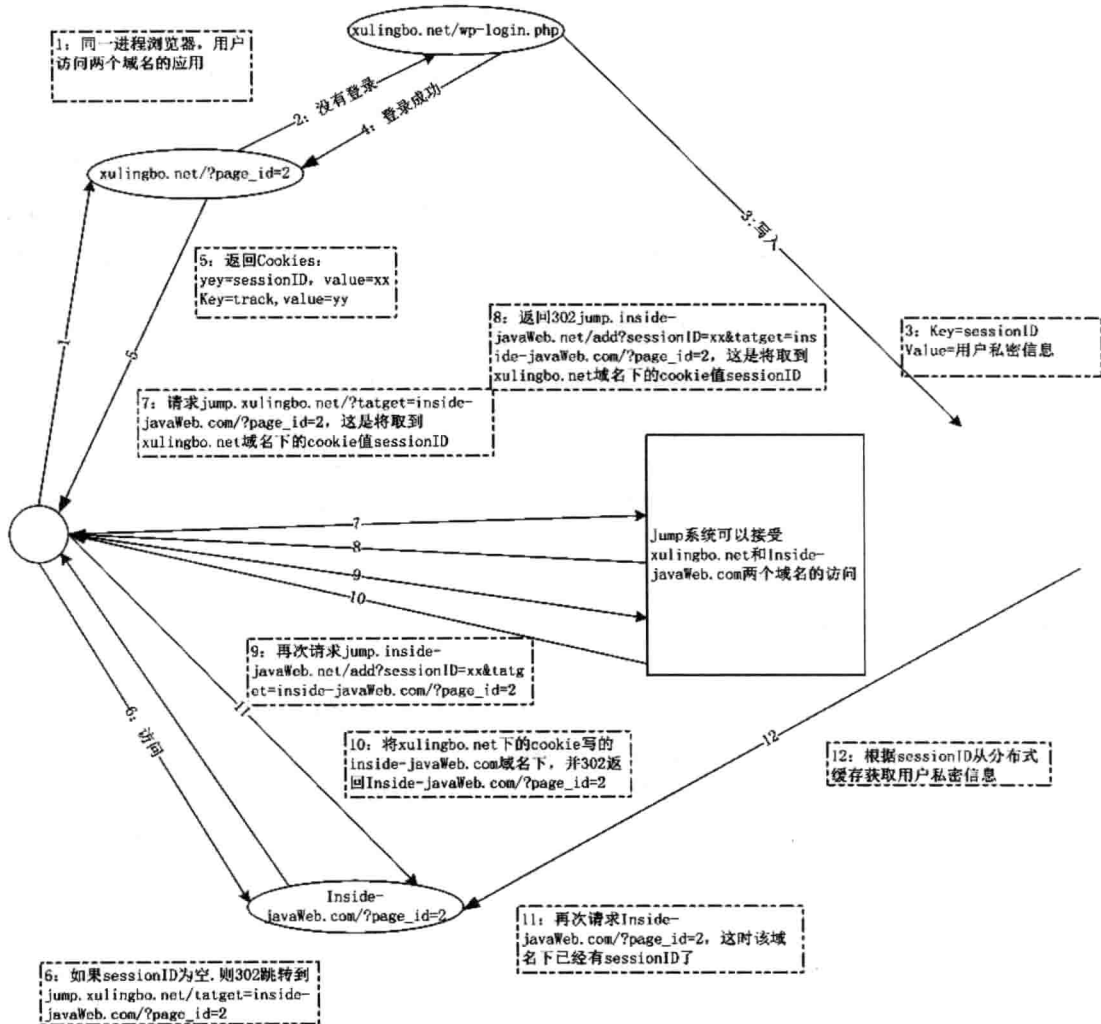 xulingbo.net/wp-login.php
1：同一进程浏览器，用户
访问两个域名的应用
2：没有登录
4：登录成功
xulingbo.net/?page_id=2
3:写入
5：返回Cookies：
yey=sessionID，value=xx
Key=track,value=yy
1
5
8：返回302jump.inside-
javaWeb.net/add?sessionID=xx&tatget=ins
ide-javaWeb.com/?page_id=2，这是将取到
xulingbo.net域名下的cookie值sessionID
3：Key=sessionID
Value=用户私密信息
7：请求jump.xulingbo.net/?tatget=inside-
javaWeb.com/?page_id=2，这是将取到
xulingbo.net域名下的cookie值sessionID
7
8
9
10
Jump系统可以接受
xulingbo.net和Inside-
javaWeb.com两个域名的访问
9：再次请求jump.inside-
javaWeb.net/add?sessionID=xx&tatg
et=inside-javaWeb.com/?page_id=2
6：访问
11
12
10：将xulingbo.net下的cookie写的
inside-javaWeb.com域名下，并302返
回Inside-javaWeb.com/?page_id=2
12：根据sessionID从分布式
缓存获取用户私密信息
Inside-
javaWeb.com/?page_id=2
11：再次请求Inside-
javaWeb.com/?page_id=2，这时该域
名下已经有sessionID了
6：如果sessionID为空.则302跳转到
jump.xulingbo.net/tatget=inside-
javaWeb.com/?page_id=2